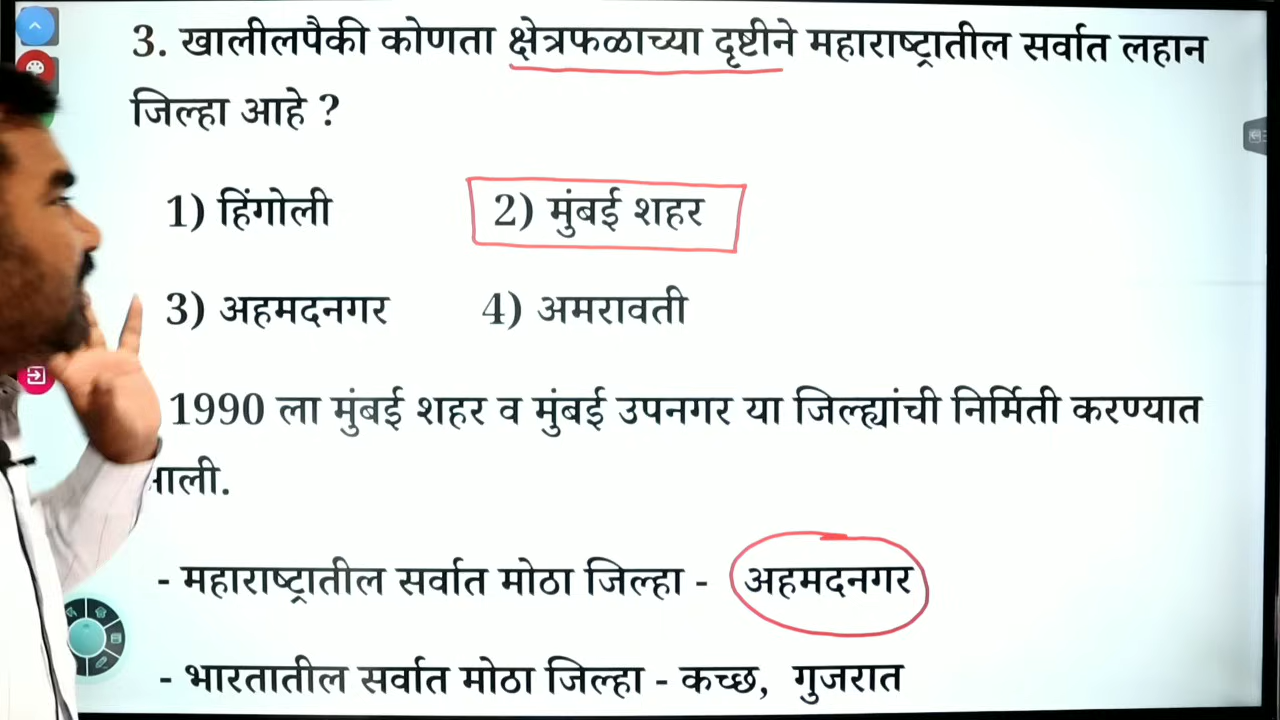 3. खालीलपैकी कोणता क्षेत्रफळाच्या दृष्टीने महाराष्ट्रातील सर्वात लहान
जिल्हा आहे ?
1) हिंगोली 2) मुंबई शहर
3) अहमदनगर 4) अमरावती
1990 ला मुंबई शहर व मुंबई उपनगर या जिल्ह्यांची निर्मिती करण्यात
- महाराष्ट्रातील सर्वात मोठा जिल्हा - अहमदनगर
- भारतातील सर्वात मोठा जिल्हा - कच्छ, गुजरात